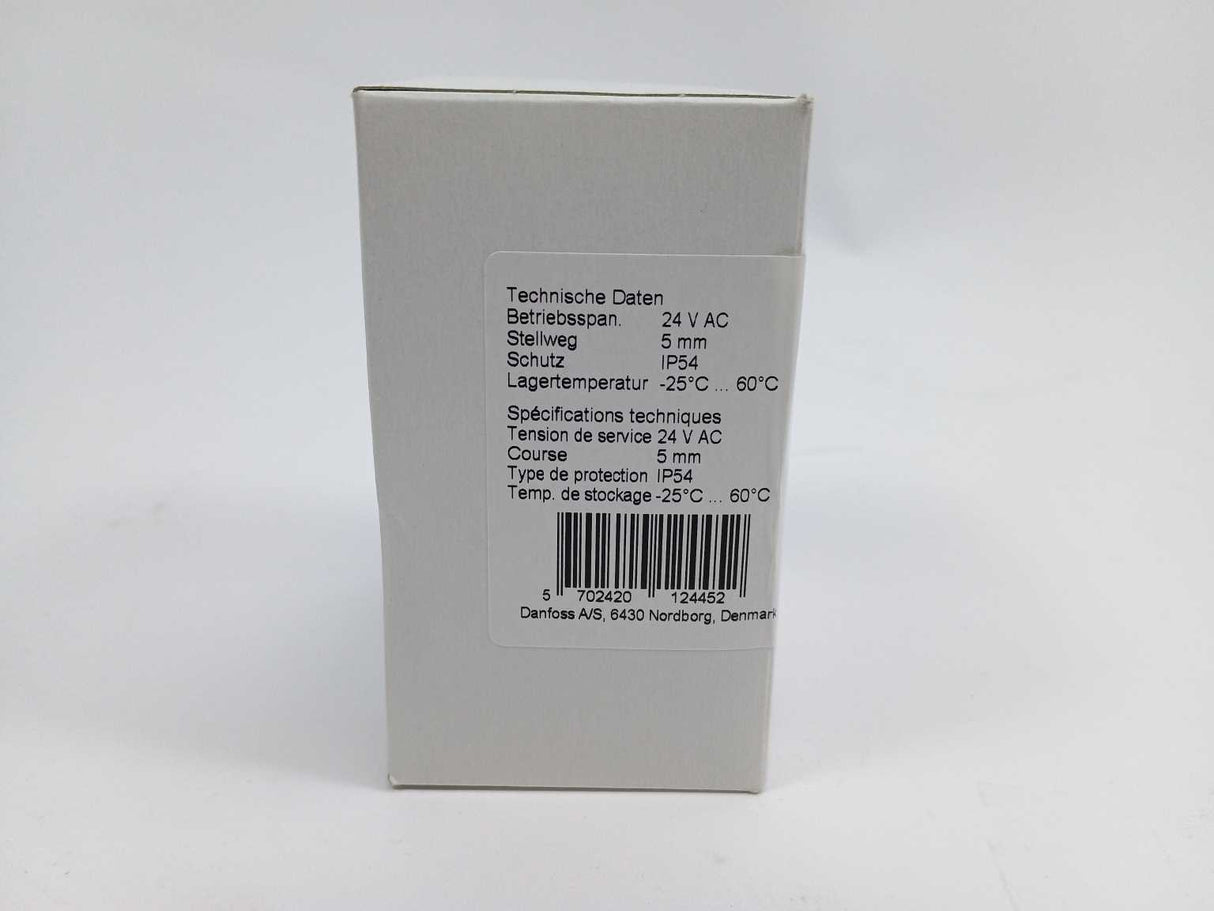 Technische Daten
Betriebsspan. 24 V AC
Stellweg 5 mm
Schutz IP54
Lagertemperatur -25°C ... 60°C
Spécifications techniques
Tension de service 24 V AC
Course 5 mm
Type de protection IP54
Temp. de stockage -25°C ... 60°C
5 702420 124452
Danfoss A/S, 6430 Nordborg, Denmark